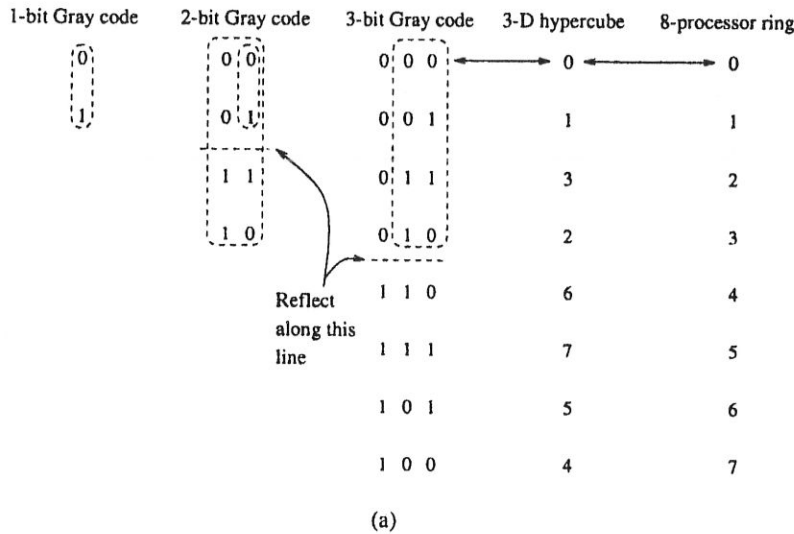 1-bit Gray code 2-bit Gray code 3-bit Gray code 3-D hypercube 8-processor ring
0 0 0 0 0 0 0 0
1 0 1 0 0 1 1 1
1 1 0 1 1 3 2
1 0 0 1 0 2 3
1 1 0 6 4
Reflect
along this
line
1 1 1 7 5
1 0 1 5 6
1 0 0 4 7
(a)